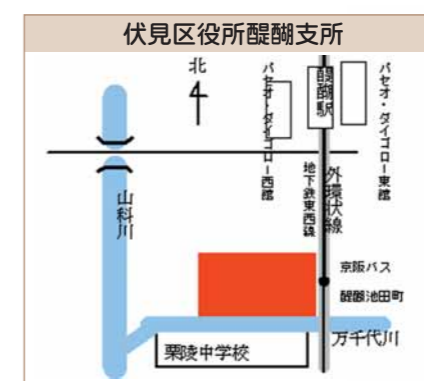 伏見区役所醍醐支所
北
パセオ・ダイゴロー西館
醍醐駅
パセオ・ダイゴロー東館
地下鉄東西線
外環状線
山科川
京阪バス
醍醐池田町
万千代川
栗陵中学校